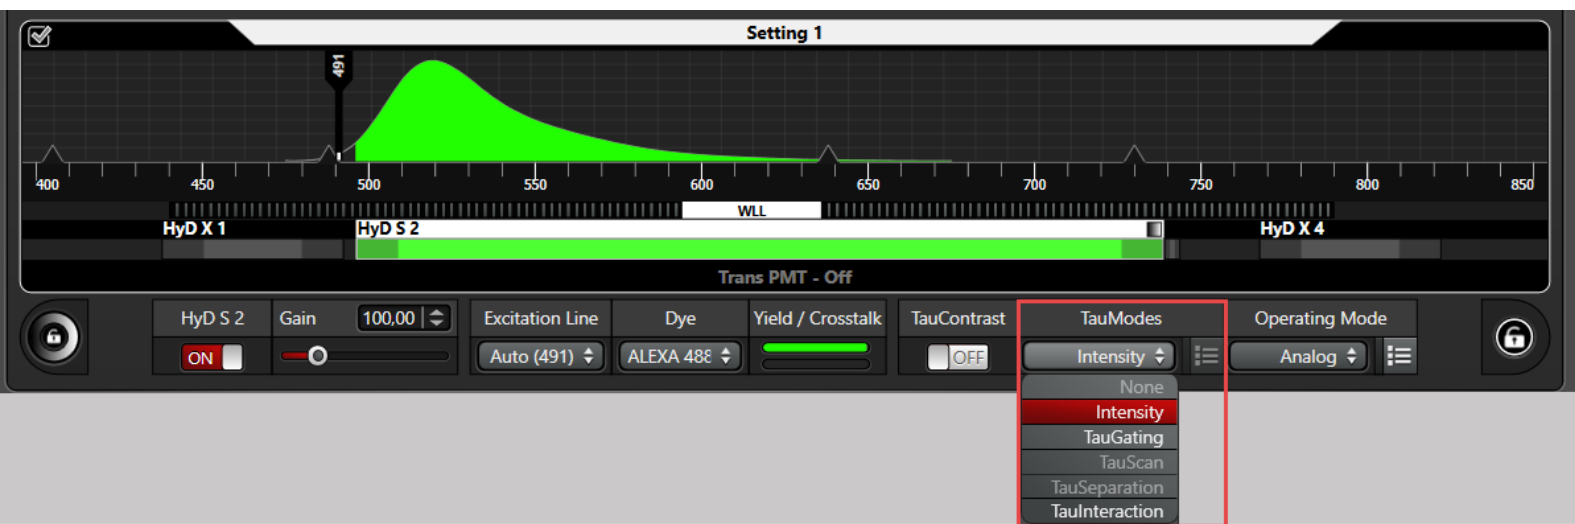 Setting 1
491
400 450 500 550 600 650 700 750 800 850
WLL
HyD X 1 HyD S 2 HyD X 4
Trans PMT - Off
HyD S 2 Gain 100,00 Excitation Line Dye Yield / Crosstalk TauContrast TauModes Operating Mode
ON Auto (491) ALEXA 488 OFF Intensity Analog
None
Intensity
TauGating
TauScan
TauSeparation
TauInteraction